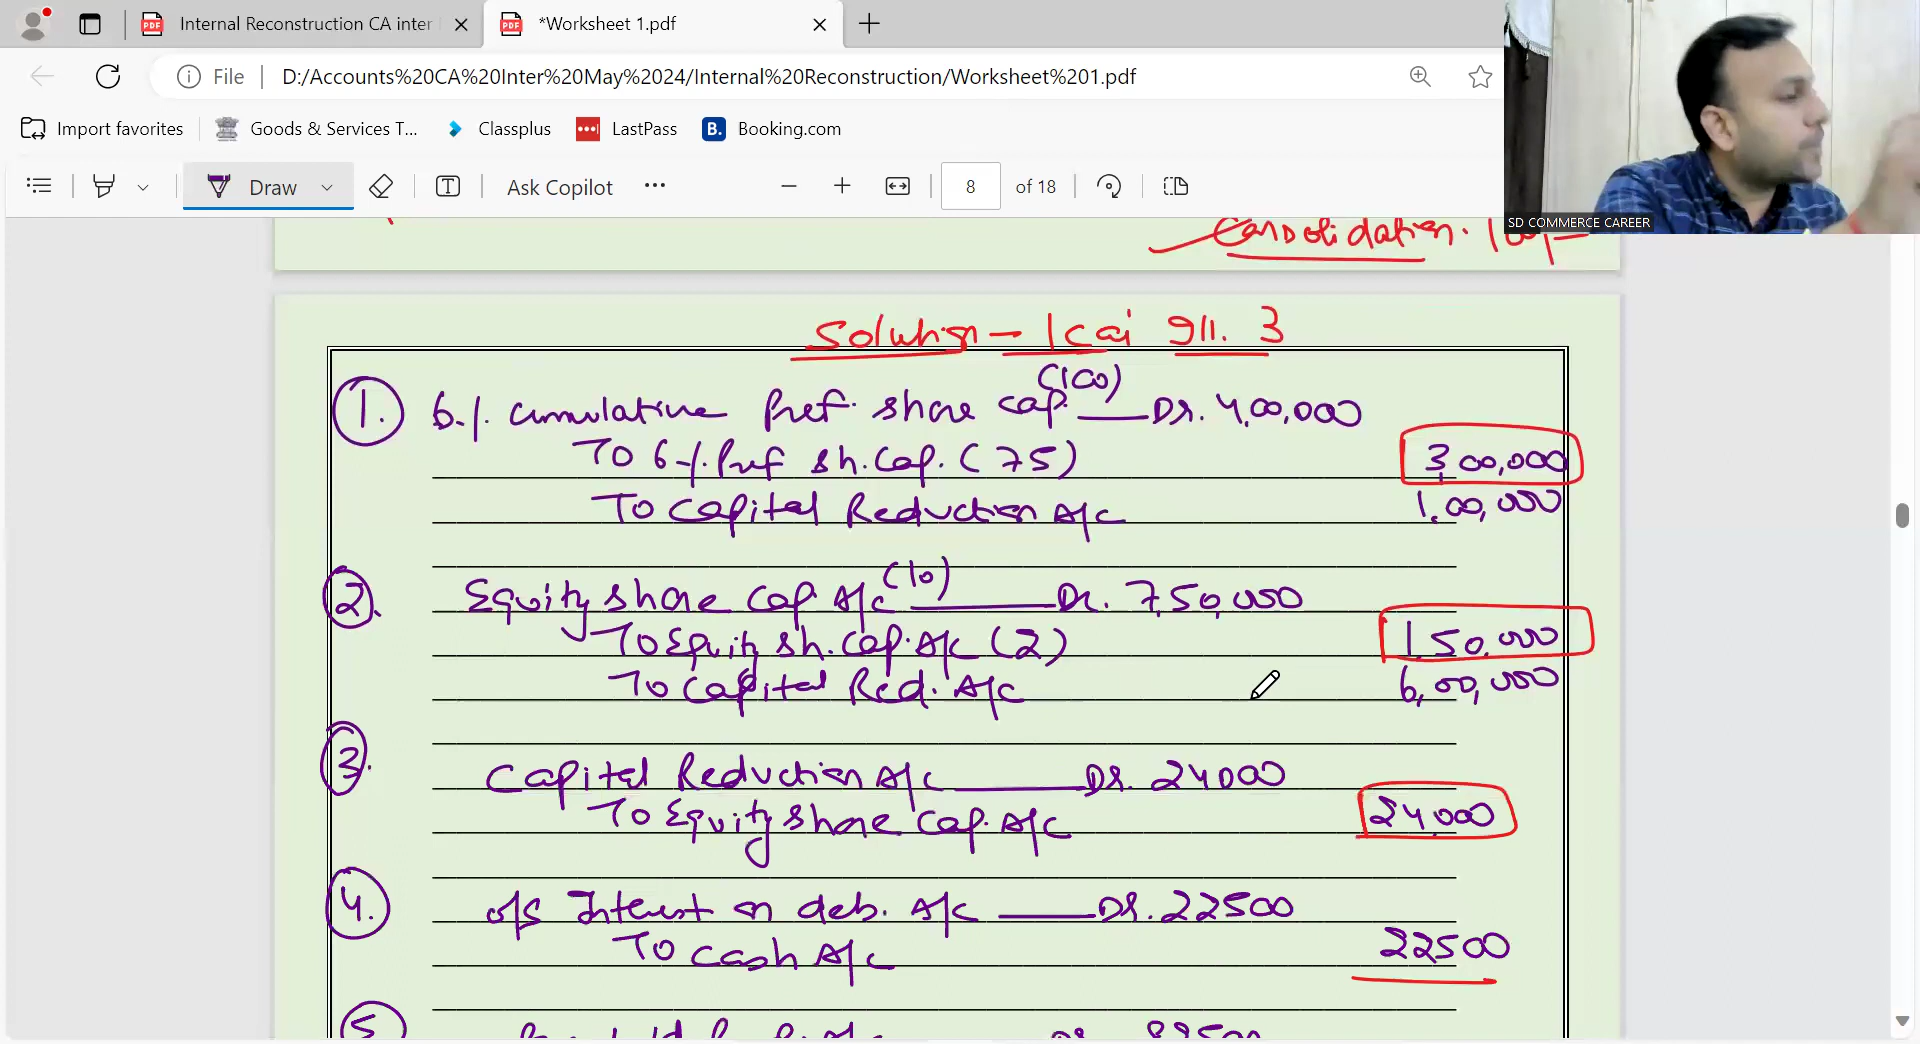 Internal Reconstruction CA inter
*Worksheet 1.pdf
File
D:/Accounts%20CA%20Inter%20May%2024/Internal%20Reconstruction/Worksheet%201.pdf
Import favorites
Goods & Services T...
Classplus
LastPass
B. Booking.com
Draw
Ask Copilot
8 of 18
SD COMMERCE CAREER
Consolidation.
Solution - Icai ill. 3
(100)
1. 6.%. Cumulative Pref. share cap. Dr. 4,00,000
To 6%. Pref sh. Cap. (75) 3,00,000
To Capital Reduction A/c 1,00,000
(10)
2. Equity share cap. A/c Dr. 7,50,000
To Equity sh. Cap. A/c (2) 1,50,000
To Capital Red. A/c 6,00,000
3. Capital Reduction A/c Dr. 24000
To Equity share cap. A/c 24,000
4. o/s Interest on deb. A/c Dr. 22500
To Cash A/c 22500
5.